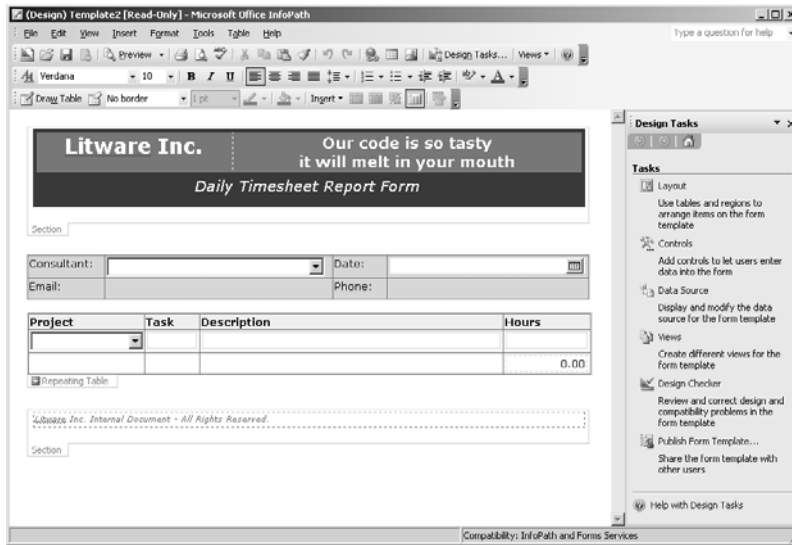 (Design) Template2 [Read-Only] - Microsoft Office InfoPath
File Edit View Insert Format Tools Table Help
Type a question for help
Preview
Design Tasks...
Views
Verdana
10
B I U
A
Draw Table
No border
1 pt
Insert
Litware Inc.
Our code is so tasty
it will melt in your mouth
Daily Timesheet Report Form
Section
Consultant:
Date:
Email:
Phone:
Project Task Description Hours
0.00
Repeating Table
Litware Inc. Internal Document - All Rights Reserved.
Section
Design Tasks
Tasks
Layout
Use tables and regions to
arrange items on the form
template
Controls
Add controls to let users enter
data into the form
Data Source
Display and modify the data
source for the form template
Views
Create different views for the
form template
Design Checker
Review and correct design and
compatibility problems in the
form template
Publish Form Template...
Share the form template with
other users
Help with Design Tasks
Compatibility: InfoPath and Forms Services